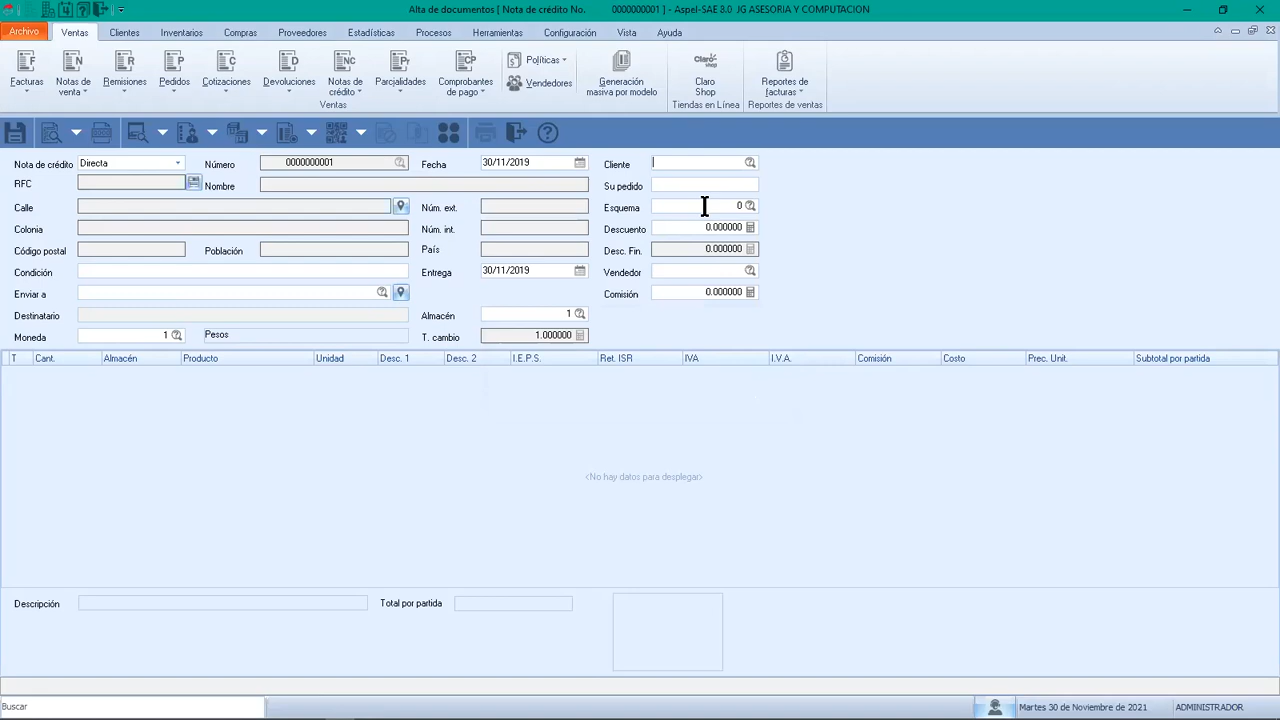 Alta de documentos [ Nota de crédito No. 0000000001 ] - Aspel-SAE 8.0 JG ASESORIA Y COMPUTACION
Archivo Ventas Clientes Inventarios Compras Proveedores Estadísticas Procesos Herramientas Configuración Vista Ayuda
Facturas Notas de venta Remisiones Pedidos Cotizaciones Devoluciones Notas de crédito Parcialidades Comprobantes de pago Políticas Vendedores Generación masiva por modelo Claro Shop Reportes de facturas
Ventas Tiendas en Línea Reportes de ventas
Nota de crédito Directa Número 0000000001 Fecha 30/11/2019 Cliente
RFC Nombre Su pedido
Calle Núm. ext. Esquema 0
Colonia Núm. int. Descuento 0.000000
Código postal Población País Desc. Fin. 0.000000
Condición Entrega 30/11/2019 Vendedor
Enviar a Comisión 0.000000
Destinatario Almacén 1
Moneda 1 Pesos T. cambio 1.000000
T Cant. Almacén Producto Unidad Desc. 1 Desc. 2 I.E.P.S. Ret. ISR IVA I.V.A. Comisión Costo Prec. Unit. Subtotal por partida
<No hay datos para desplegar>
Descripción Total por partida
Buscar Martes 30 de Noviembre de 2021 ADMINISTRADOR